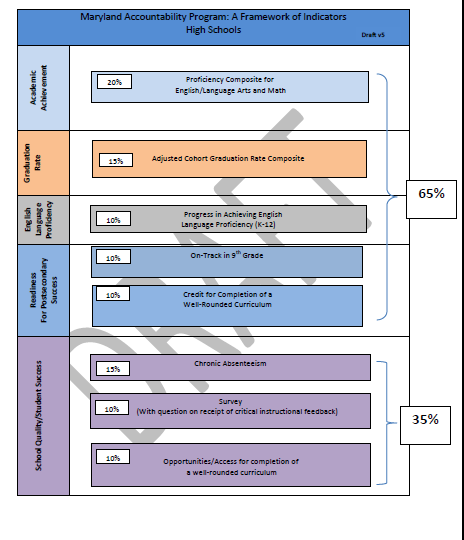 Maryland Accountability Program: A Framework of Indicators
High Schools
Draft v5
Academic
Achievement
20%
Proficiency Composite for
English/Language Arts and Math
Graduation
Rate
15%
Adjusted Cohort Graduation Rate Composite
65%
English
Language
Proficiency
10%
Progress in Achieving English
Language Proficiency (K-12)
Readiness
For Postsecondary
Success
10%
On-Track in 9th Grade
10%
Credit for Completion of a
Well-Rounded Curriculum
School Quality/Student Success
15%
Chronic Absenteeism
10%
Survey
(With question on receipt of critical instructional feedback)
35%
10%
Opportunities/Access for completion of
a well-rounded curriculum
DRAFT